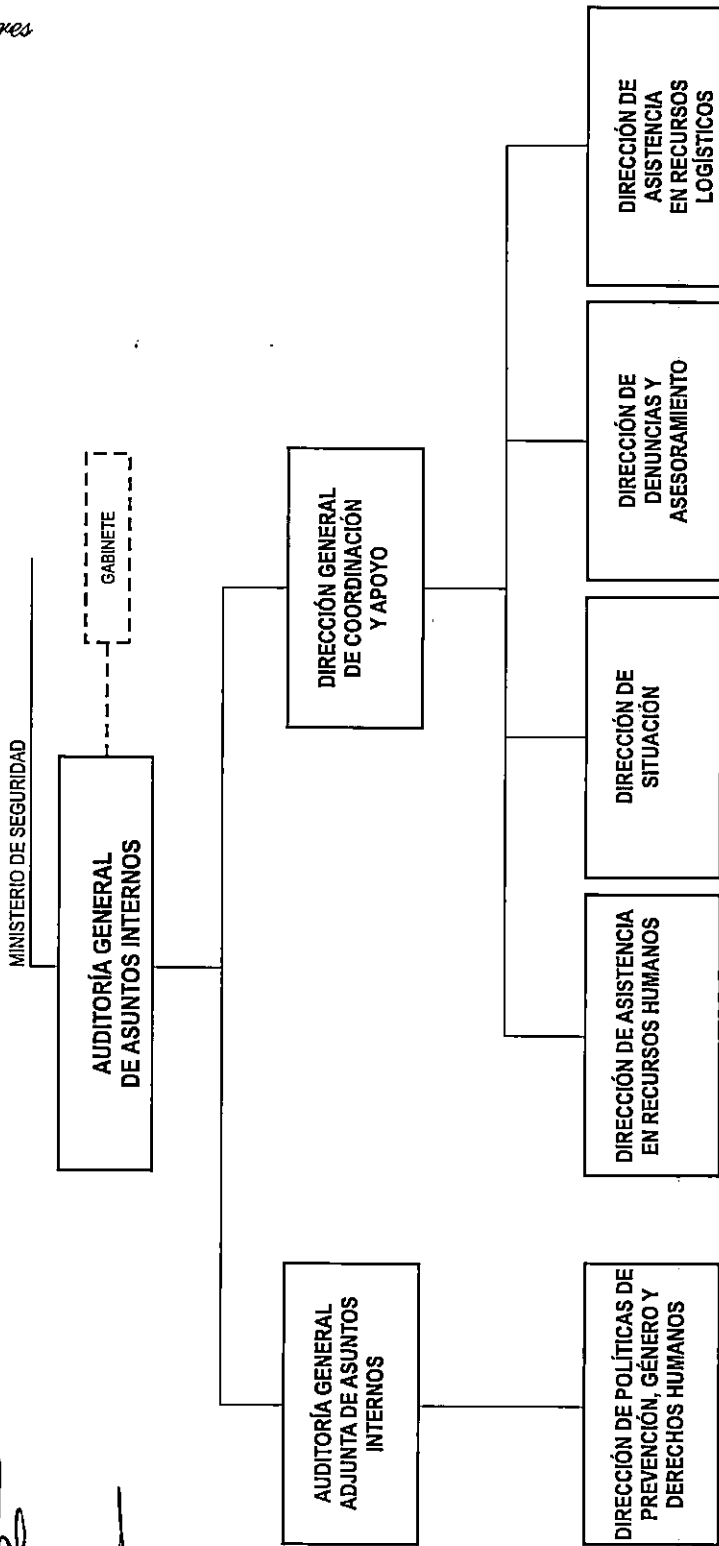 MINISTERIO DE SEGURIDAD
AUDITORÍA GENERAL
DE ASUNTOS INTERNOS
GABINETE
AUDITORÍA GENERAL
ADJUNTA DE ASUNTOS
INTERNOS
DIRECCIÓN GENERAL
DE COORDINACIÓN
Y APOYO
DIRECCIÓN DE POLÍTICAS DE
PREVENCIÓN, GÉNERO Y
DERECHOS HUMANOS
DIRECCIÓN DE ASISTENCIA
EN RECURSOS HUMANOS
DIRECCIÓN DE
SITUACIÓN
DIRECCIÓN DE
DENUNCIAS Y
ASESORAMIENTO
DIRECCIÓN DE
ASISTENCIA
EN RECURSOS
LOGÍSTICOS